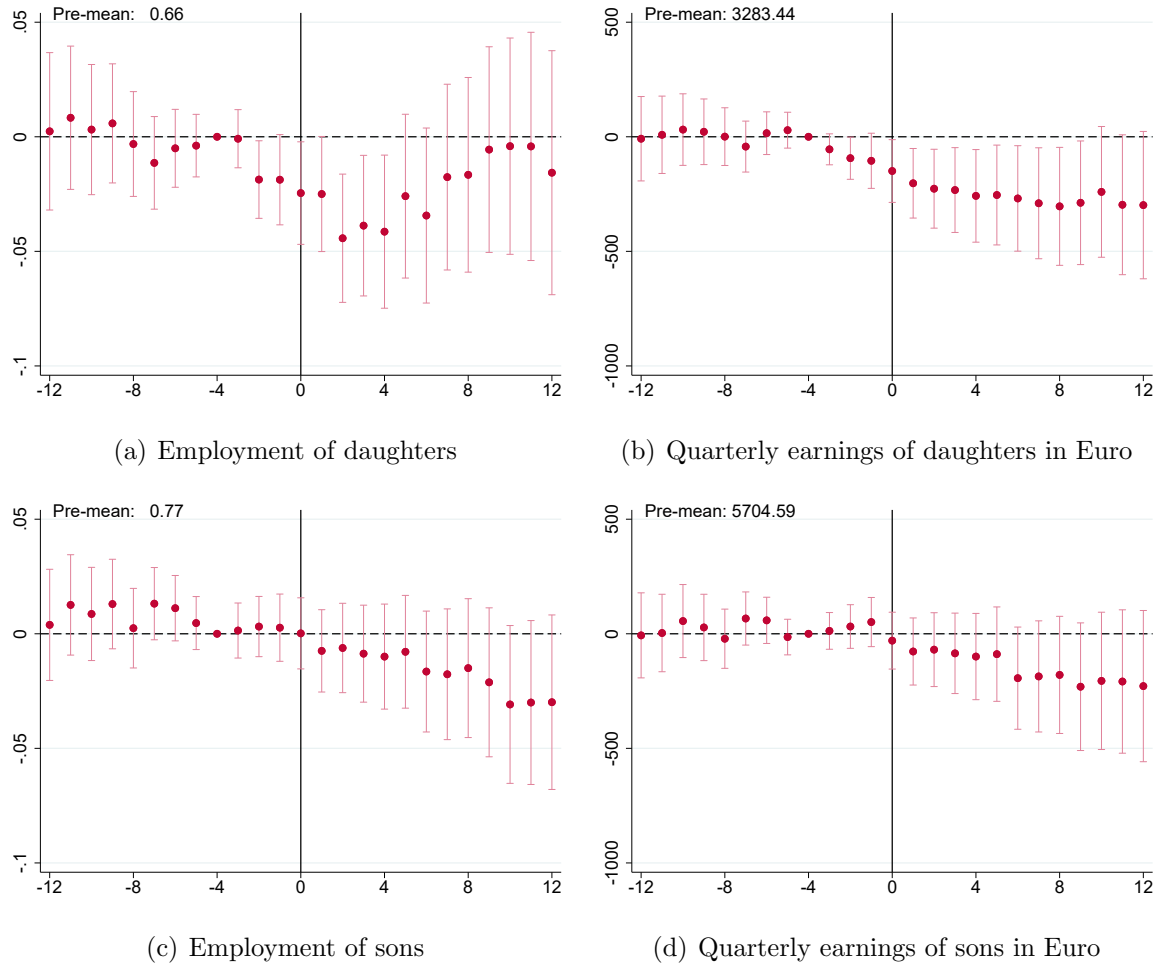 Pre-mean: 0.66
.05
0
-.05
-.1
-12 -8 -4 0 4 8 12
(a) Employment of daughters
Pre-mean: 3283.44
500
0
-500
-1000
-12 -8 -4 0 4 8 12
(b) Quarterly earnings of daughters in Euro
Pre-mean: 0.77
.05
0
-.05
-.1
-12 -8 -4 0 4 8 12
(c) Employment of sons
Pre-mean: 5704.59
500
0
-500
-1000
-12 -8 -4 0 4 8 12
(d) Quarterly earnings of sons in Euro